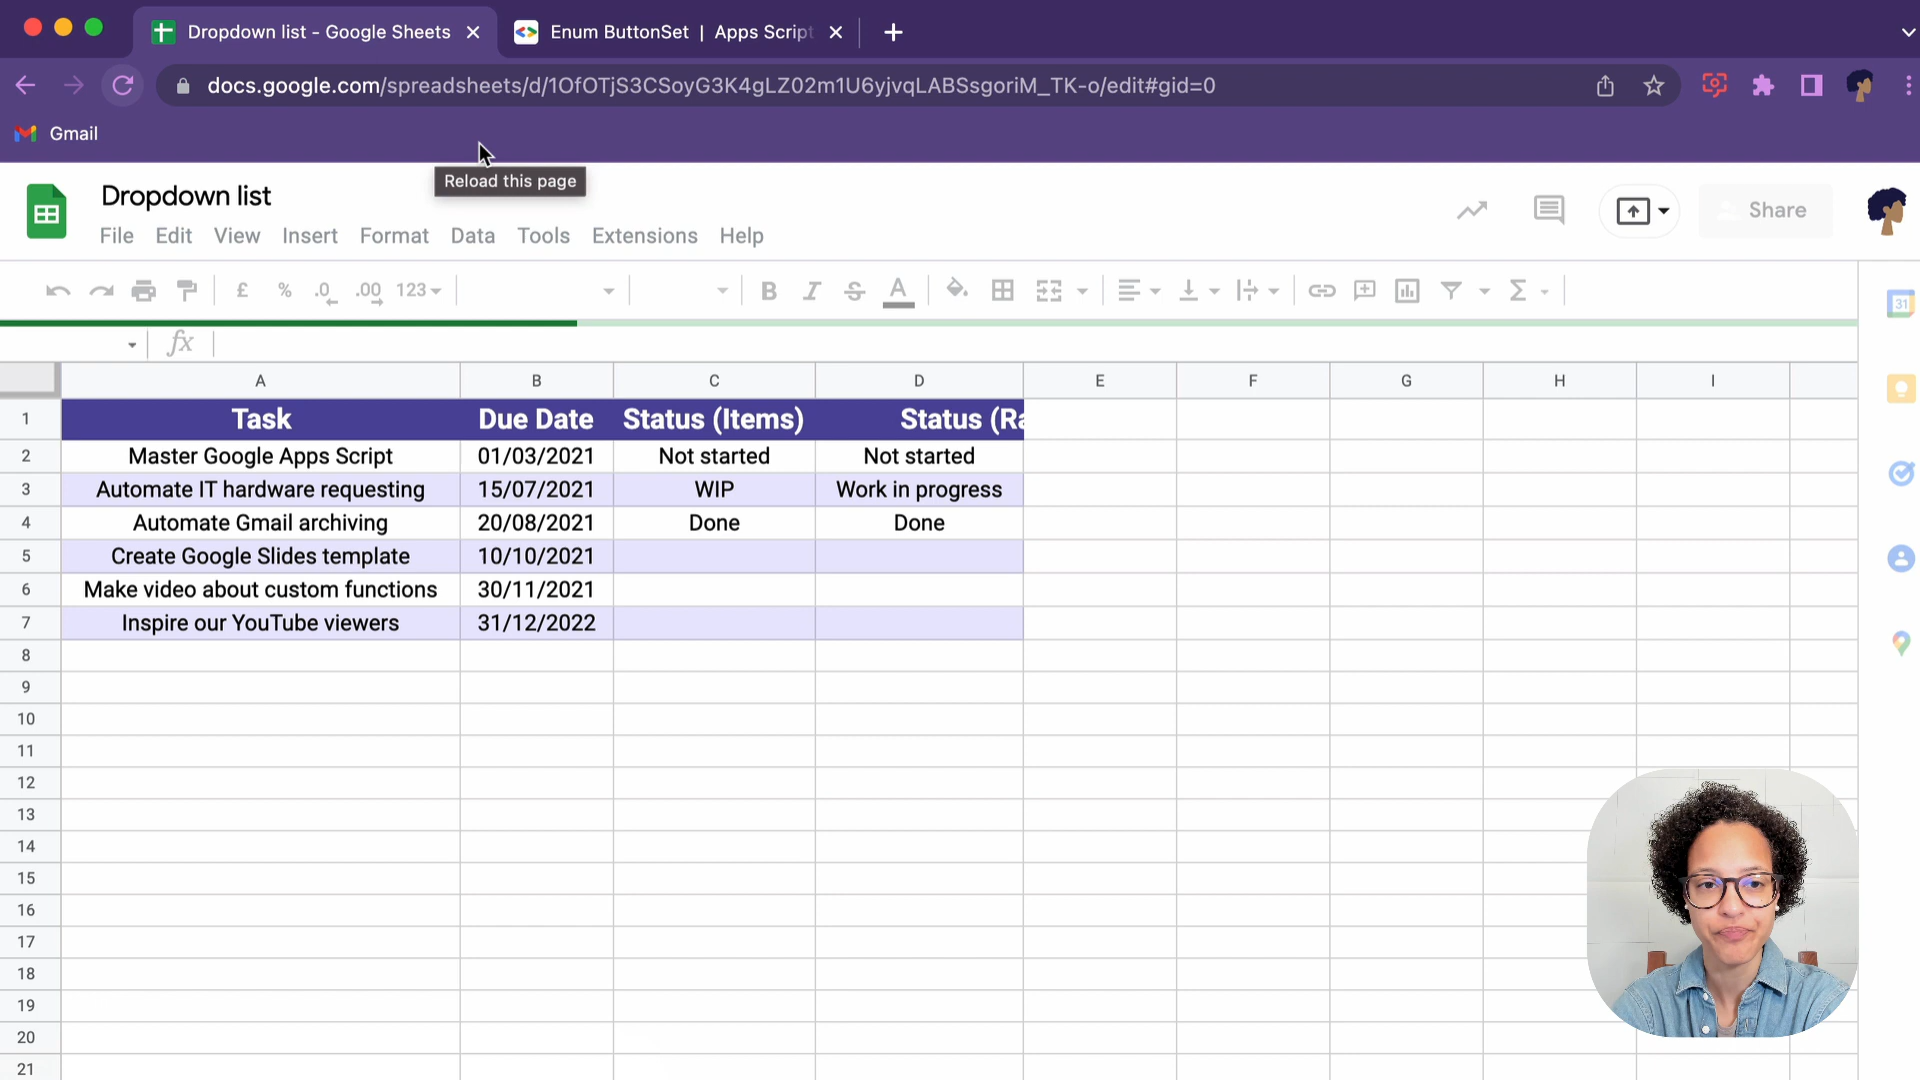 Dropdown list - Google Sheets
Enum ButtonSet | Apps Script
docs.google.com/spreadsheets/d/1OfOTjS3CSoyG3K4gLZ02m1U6yjvqLABSsgoriM_TK-o/edit#gid=0
Gmail
Reload this page
Dropdown list
Share
File Edit View Insert Format Data Tools Extensions Help
£ % .0 .00 123 B I S A Σ
31
fx
A B C D E F G H I
1 Task Due Date Status (Items) Status (Ra
2 Master Google Apps Script 01/03/2021 Not started Not started
3 Automate IT hardware requesting 15/07/2021 WIP Work in progress
4 Automate Gmail archiving 20/08/2021 Done Done
5 Create Google Slides template 10/10/2021
6 Make video about custom functions 30/11/2021
7 Inspire our YouTube viewers 31/12/2022
8
9
10
11
12
13
14
15
16
17
18
19
20
21